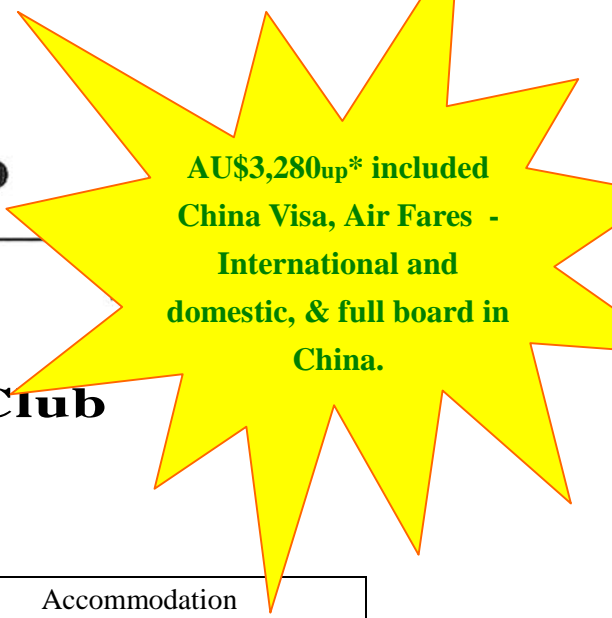 AU$3,280up* included
China Visa, Air Fares -
International and
domestic, & full board in
China.
Club
Accommodation